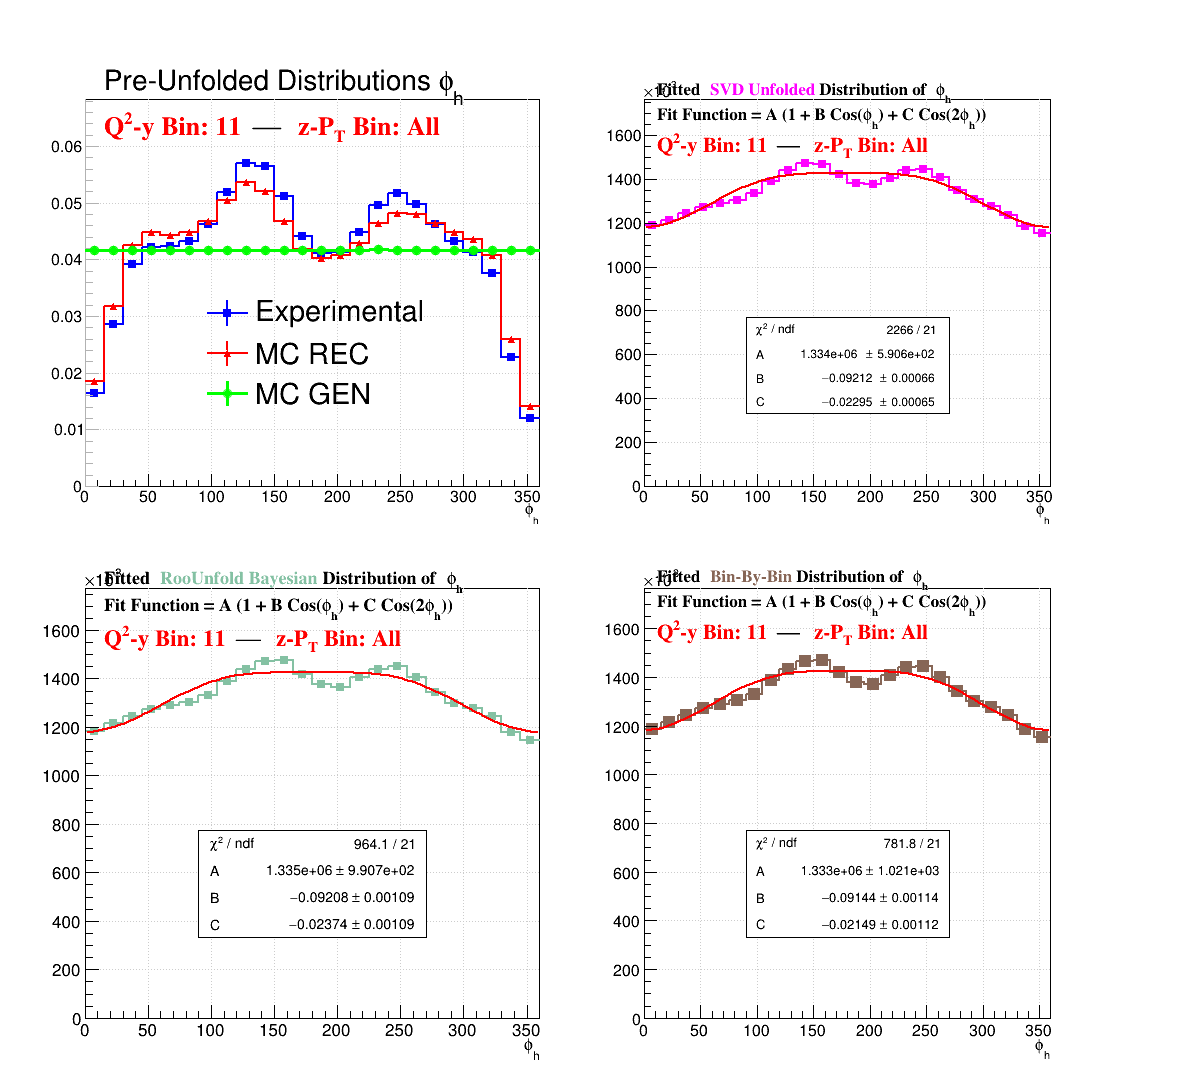 Pre-Unfolded Distributions ϕh
Q²-y Bin: 11 — z-PT Bin: All
0.06
0.05
0.04
0.03
0.02
0.01
0
Experimental
MC REC
MC GEN
0 50 100 150 200 250 300 350
ϕh
Fitted SVD Unfolded Distribution of ϕh
Fit Function = A (1 + B Cos(ϕh) + C Cos(2ϕh))
Q²-y Bin: 11 — z-PT Bin: All
1600
1400
1200
1000
800
600
400
200
0
χ² / ndf 2266 / 21
A 1.334e+06 ± 5.906e+02
B −0.09212 ± 0.00066
C −0.02295 ± 0.00065
0 50 100 150 200 250 300 350
ϕh
Fitted RooUnfold Bayesian Distribution of ϕh
Fit Function = A (1 + B Cos(ϕh) + C Cos(2ϕh))
Q²-y Bin: 11 — z-PT Bin: All
1600
1400
1200
1000
800
600
400
200
0
χ² / ndf 964.1 / 21
A 1.335e+06 ± 9.907e+02
B −0.09208 ± 0.00109
C −0.02374 ± 0.00109
0 50 100 150 200 250 300 350
ϕh
Fitted Bin-By-Bin Distribution of ϕh
Fit Function = A (1 + B Cos(ϕh) + C Cos(2ϕh))
Q²-y Bin: 11 — z-PT Bin: All
1600
1400
1200
1000
800
600
400
200
0
χ² / ndf 781.8 / 21
A 1.333e+06 ± 1.021e+03
B −0.09144 ± 0.00114
C −0.02149 ± 0.00112
0 50 100 150 200 250 300 350
ϕh